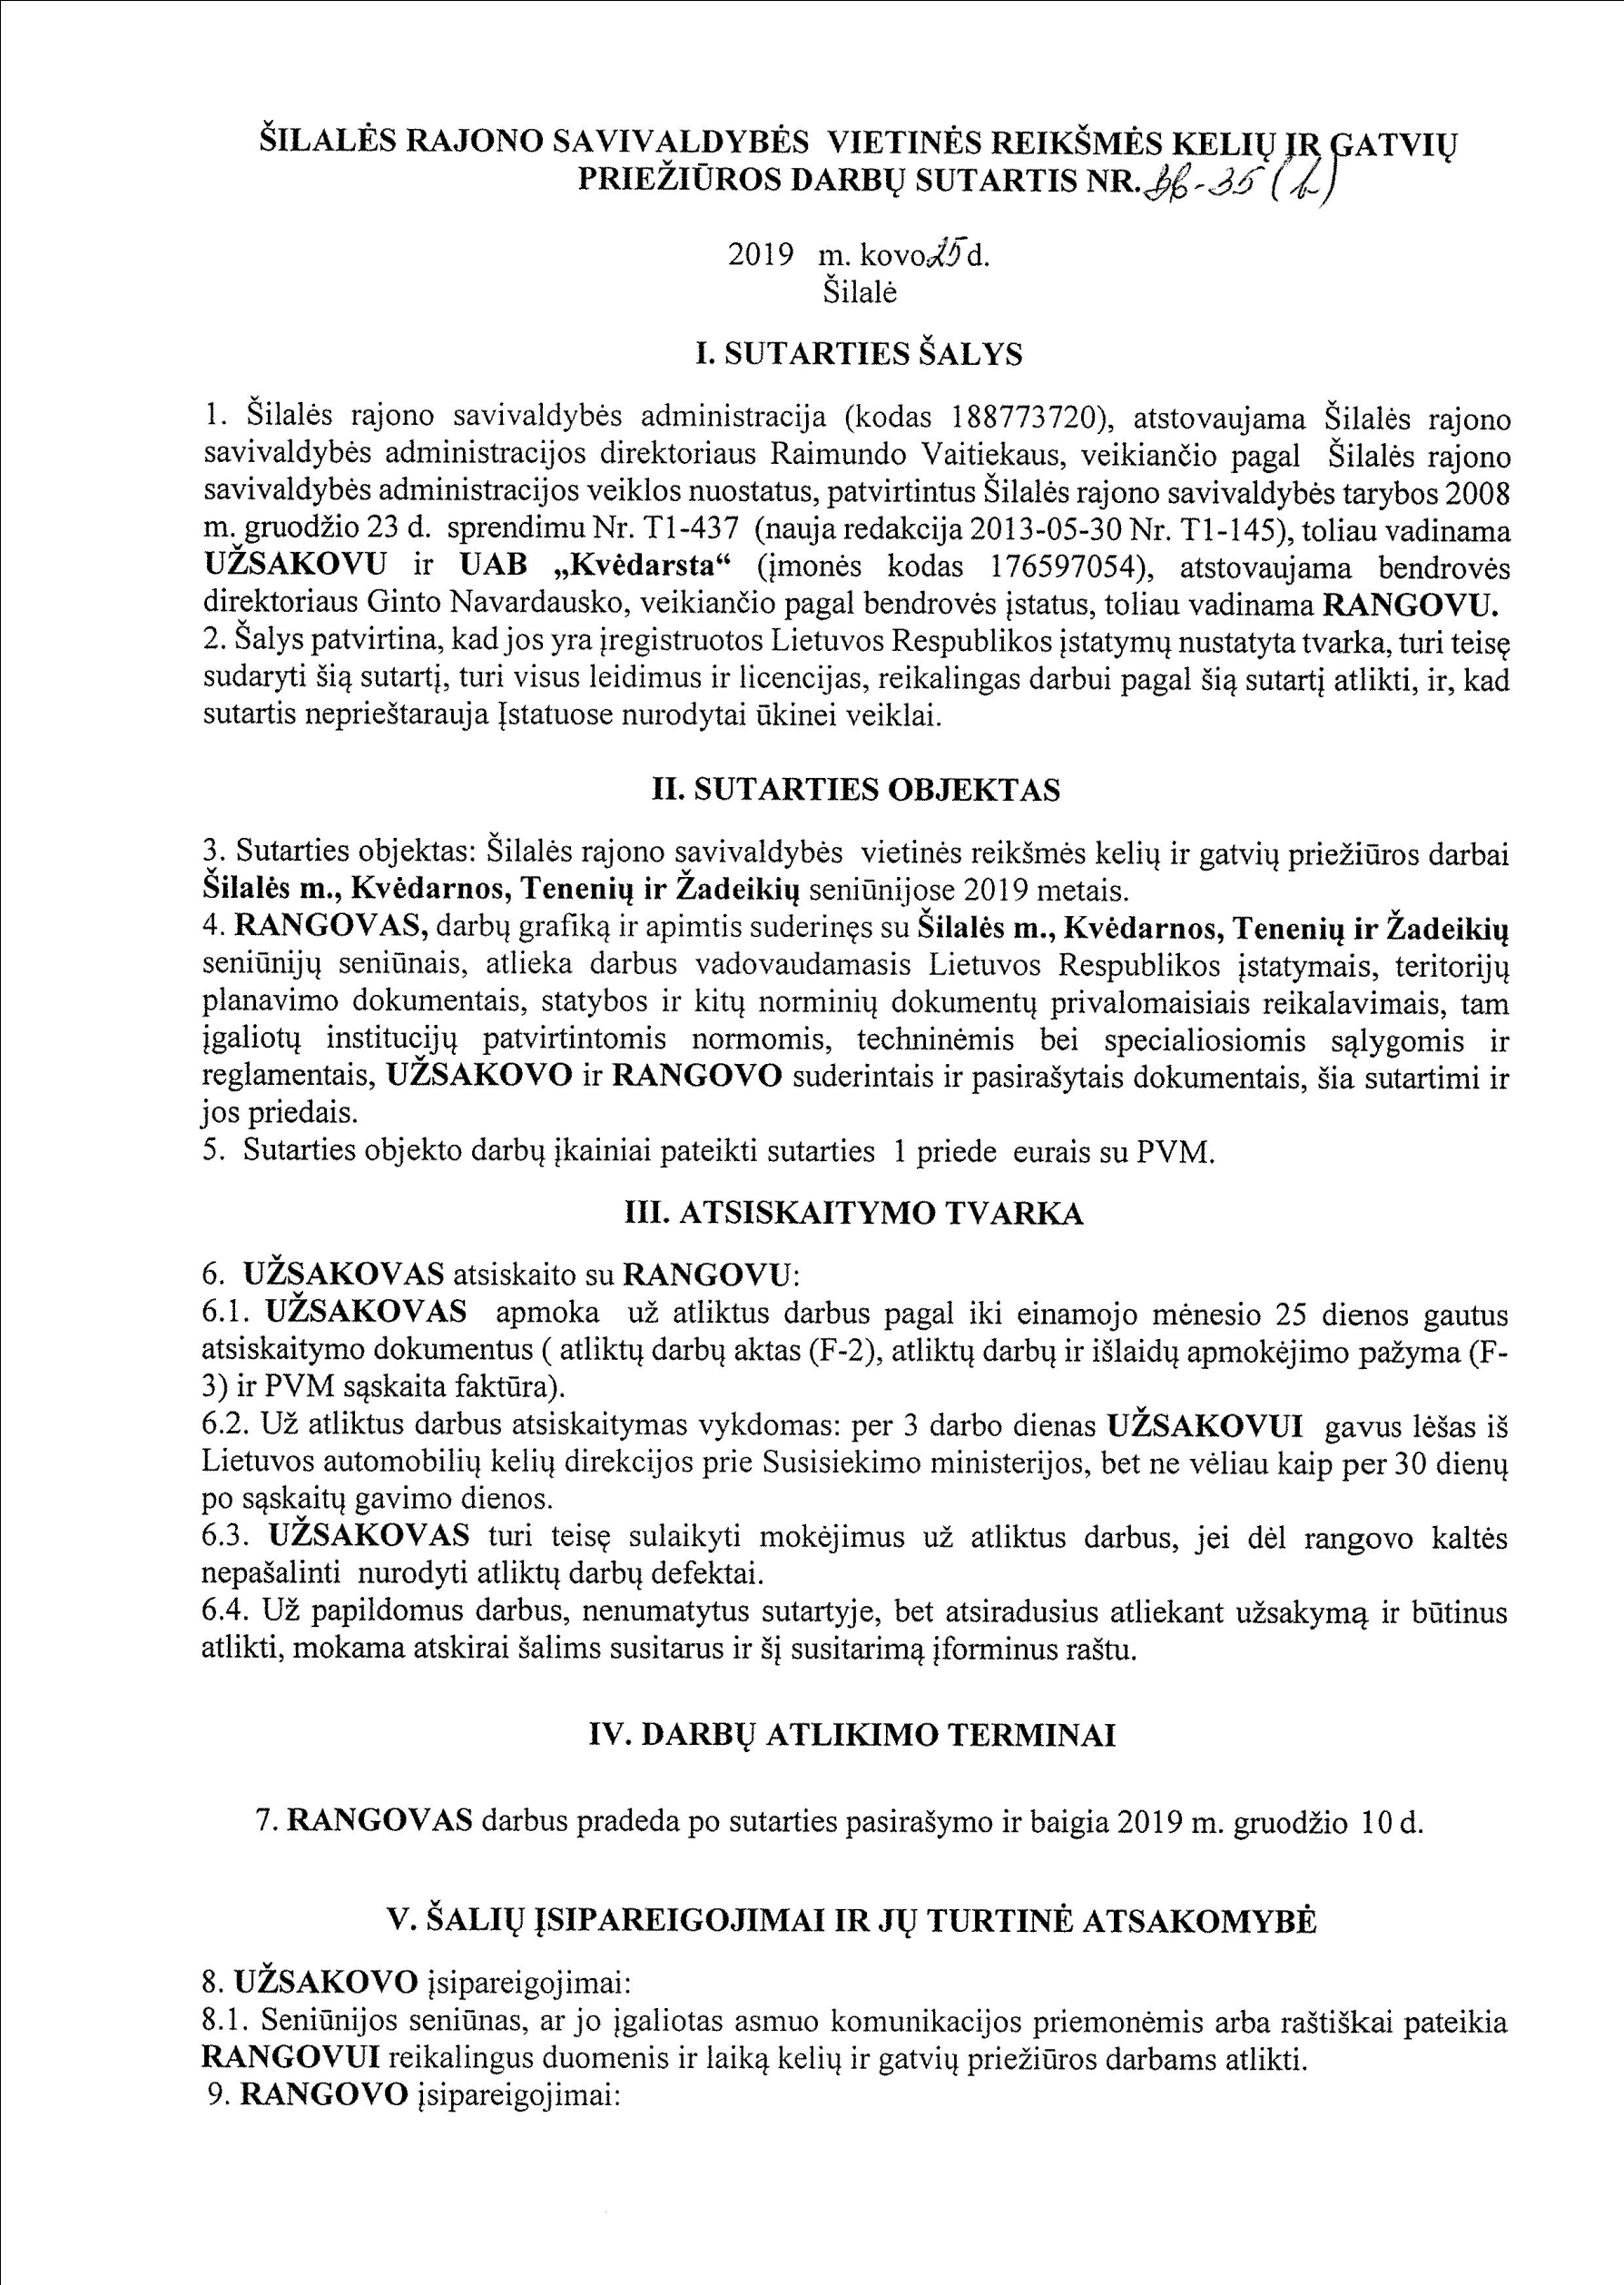 ŠILALĖS RAJONO SAVIVALDYBĖS VIETINĖS REIKŠMĖS KELIŲ IR GATVIŲ
PRIEŽIŪROS DARBŲ SUTARTIS NR.
2019 m. kovo 25 d.
Šilalė
I. SUTARTIES ŠALYS
1. Šilalės rajono savivaldybės administracija (kodas 188773720), atstovaujama Šilalės rajono
savivaldybės administracijos direktoriaus Raimundo Vaitiekaus, veikiančio pagal Šilalės rajono
savivaldybės administracijos veiklos nuostatus, patvirtintus Šilalės rajono savivaldybės tarybos 2008
m. gruodžio 23 d. sprendimu Nr. T1-437 (nauja redakcija 2013-05-30 Nr. T1-145), toliau vadinama
UŽSAKOVU ir UAB „Kvėdarsta“ (įmonės kodas 176597054), atstovaujama bendrovės
direktoriaus Ginto Navardausko, veikiančio pagal bendrovės įstatus, toliau vadinama RANGOVU.
2. Šalys patvirtina, kad jos yra įregistruotos Lietuvos Respublikos įstatymų nustatyta tvarka, turi teisę
sudaryti šią sutartį, turi visus leidimus ir licencijas, reikalingas darbui pagal šią sutartį atlikti, ir, kad
sutartis neprieštarauja Įstatuose nurodytai ūkinei veiklai.
II. SUTARTIES OBJEKTAS
3. Sutarties objektas: Šilalės rajono savivaldybės vietinės reikšmės kelių ir gatvių priežiūros darbai
Šilalės m., Kvėdarnos, Tenenių ir Žadeikių seniūnijose 2019 metais.
4. RANGOVAS, darbų grafiką ir apimtis suderinęs su Šilalės m., Kvėdarnos, Tenenių ir Žadeikių
seniūnijų seniūnais, atlieka darbus vadovaudamasis Lietuvos Respublikos įstatymais, teritorijų
planavimo dokumentais, statybos ir kitų norminių dokumentų privalomaisiais reikalavimais, tam
įgaliotų institucijų patvirtintomis normomis, techninėmis bei specialiosiomis sąlygomis ir
reglamentais, UŽSAKOVO ir RANGOVO suderintais ir pasirašytais dokumentais, šia sutartimi ir
jos priedais.
5. Sutarties objekto darbų įkainiai pateikti sutarties 1 priede eurais su PVM.
III. ATSISKAITYMO TVARKA
6. UŽSAKOVAS atsiskaito su RANGOVU:
6.1. UŽSAKOVAS apmoka už atliktus darbus pagal iki einamojo mėnesio 25 dienos gautus
atsiskaitymo dokumentus ( atliktų darbų aktas (F-2), atliktų darbų ir išlaidų apmokėjimo pažyma (F-
3) ir PVM sąskaita faktūra).
6.2. Už atliktus darbus atsiskaitymas vykdomas: per 3 darbo dienas UŽSAKOVUI gavus lėšas iš
Lietuvos automobilių kelių direkcijos prie Susisiekimo ministerijos, bet ne vėliau kaip per 30 dienų
po sąskaitų gavimo dienos.
6.3. UŽSAKOVAS turi teisę sulaikyti mokėjimus už atliktus darbus, jei dėl rangovo kaltės
nepašalinti nurodyti atliktų darbų defektai.
6.4. Už papildomus darbus, nenumatytus sutartyje, bet atsiradusius atliekant užsakymą ir būtinus
atlikti, mokama atskirai šalims susitarus ir šį susitarimą įforminus raštu.
IV. DARBŲ ATLIKIMO TERMINAI
7. RANGOVAS darbus pradeda po sutarties pasirašymo ir baigia 2019 m. gruodžio 10 d.
V. ŠALIŲ ĮSIPAREIGOJIMAI IR JŲ TURTINĖ ATSAKOMYBĖ
8. UŽSAKOVO įsipareigojimai:
8.1. Seniūnijos seniūnas, ar jo įgaliotas asmuo komunikacijos priemonėmis arba raštiškai pateikia
RANGOVUI reikalingus duomenis ir laiką kelių ir gatvių priežiūros darbams atlikti.
9. RANGOVO įsipareigojimai: